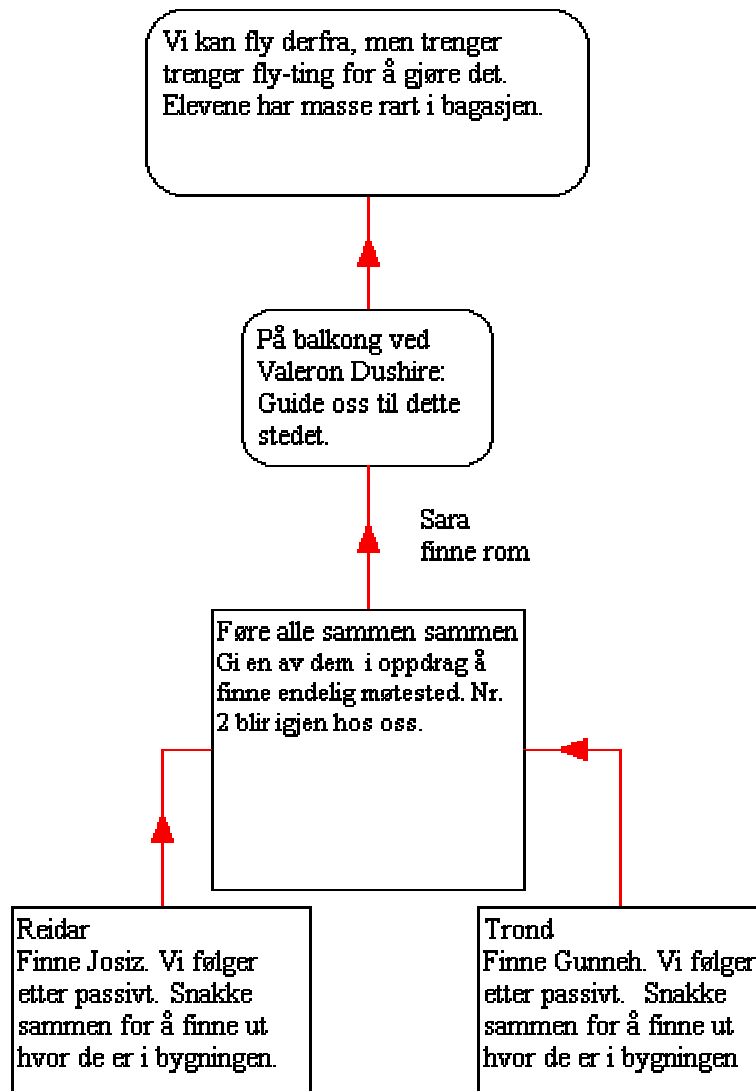 Vi kan fly derfra, men trenger
trenger fly-ting for å gjøre det.
Elevene har masse rart i bagasjen.
På balkong ved
Valeron Dushire:
Guide oss til dette
stedet.
Sara
finne rom
Føre alle sammen sammen
Gi en av dem i oppdrag å
finne endelig møtested. Nr.
2 blir igjen hos oss.
Reidar
Finne Josiz. Vi følger
etter passivt. Snakke
sammen for å finne ut
hvor de er i bygningen.
Trond
Finne Gunneh. Vi følger
etter passivt. Snakke
sammen for å finne ut
hvor de er i bygningen